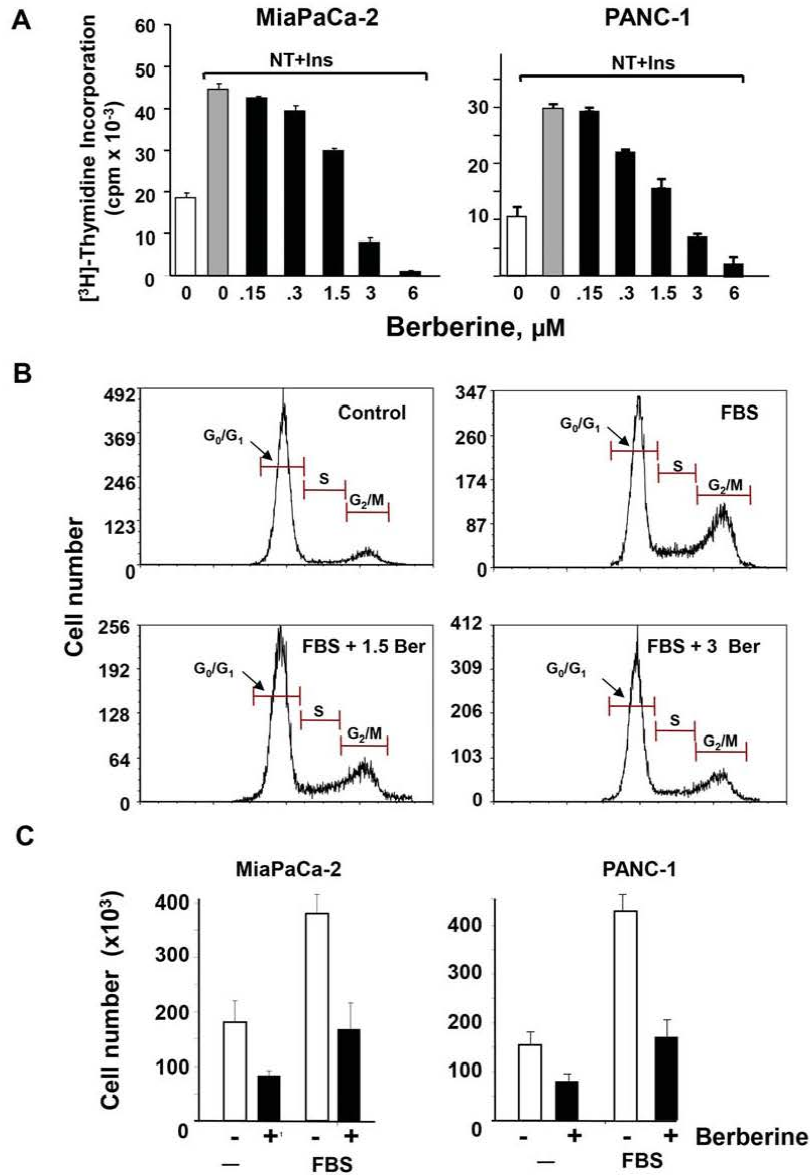 A
MiaPaCa-2
PANC-1
[³H]-Thymidine Incorporation
(cpm x 10⁻³)
60
50
40
30
20
10
0
NT+Ins
0 0 .15 .3 1.5 3 6
30
20
10
NT+Ins
0 0 .15 .3 1.5 3 6
Berberine, µM
B
Cell number
492
369
246
123
0
Control
G₀/G₁
S
G₂/M
347
260
174
87
0
FBS
G₀/G₁
S
G₂/M
256
192
128
64
0
FBS + 1.5 Ber
G₀/G₁
S
G₂/M
412
309
206
103
0
FBS + 3 Ber
G₀/G₁
S
G₂/M
C
MiaPaCa-2
PANC-1
Cell number (x10³)
400
300
200
100
0
- + - +
— FBS
400
300
200
100
0
- + - + Berberine
— FBS